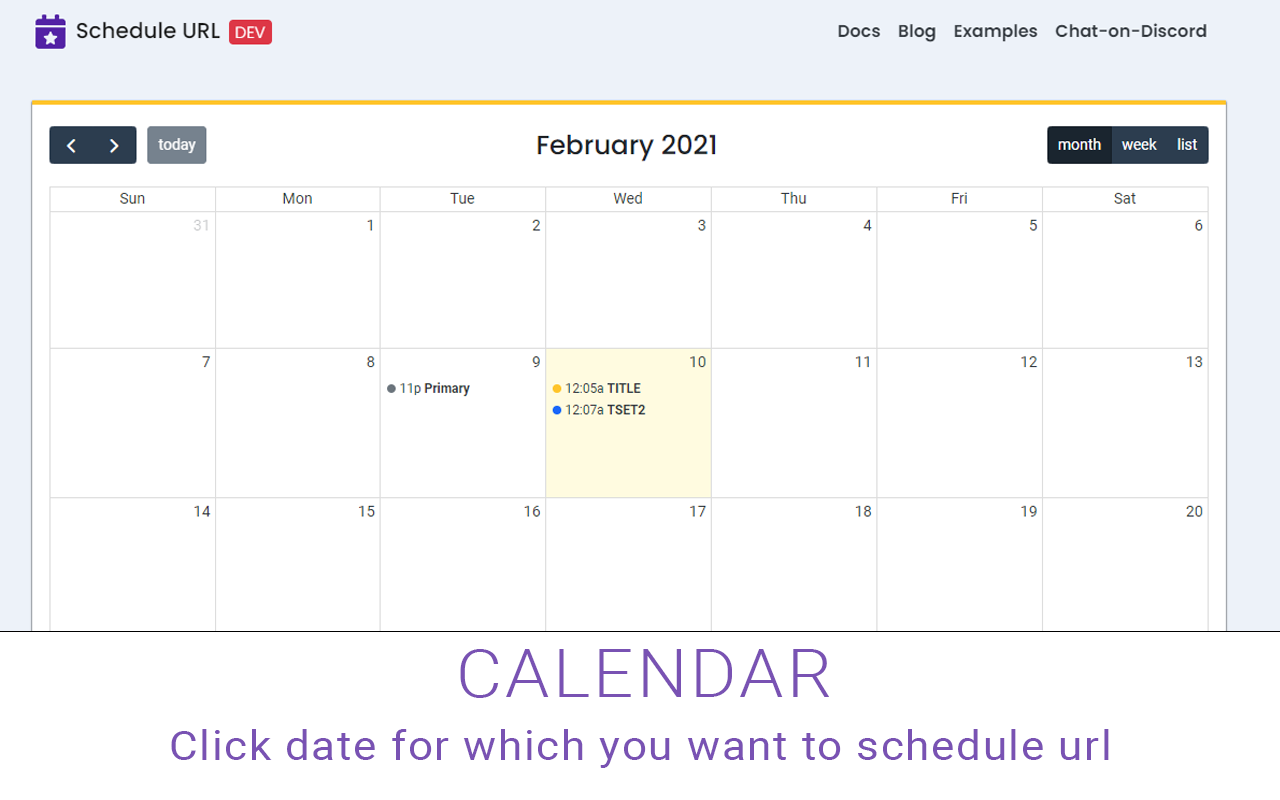 Schedule URL DEV Docs Blog Examples Chat-on-Discord
today February 2021 month week list
Sun Mon Tue Wed Thu Fri Sat
31 1 2 3 4 5 6
7 8 9 10 11 12 13
11p Primary 12:05a TITLE
12:07a TSET2
14 15 16 17 18 19 20
CALENDAR
Click date for which you want to schedule url